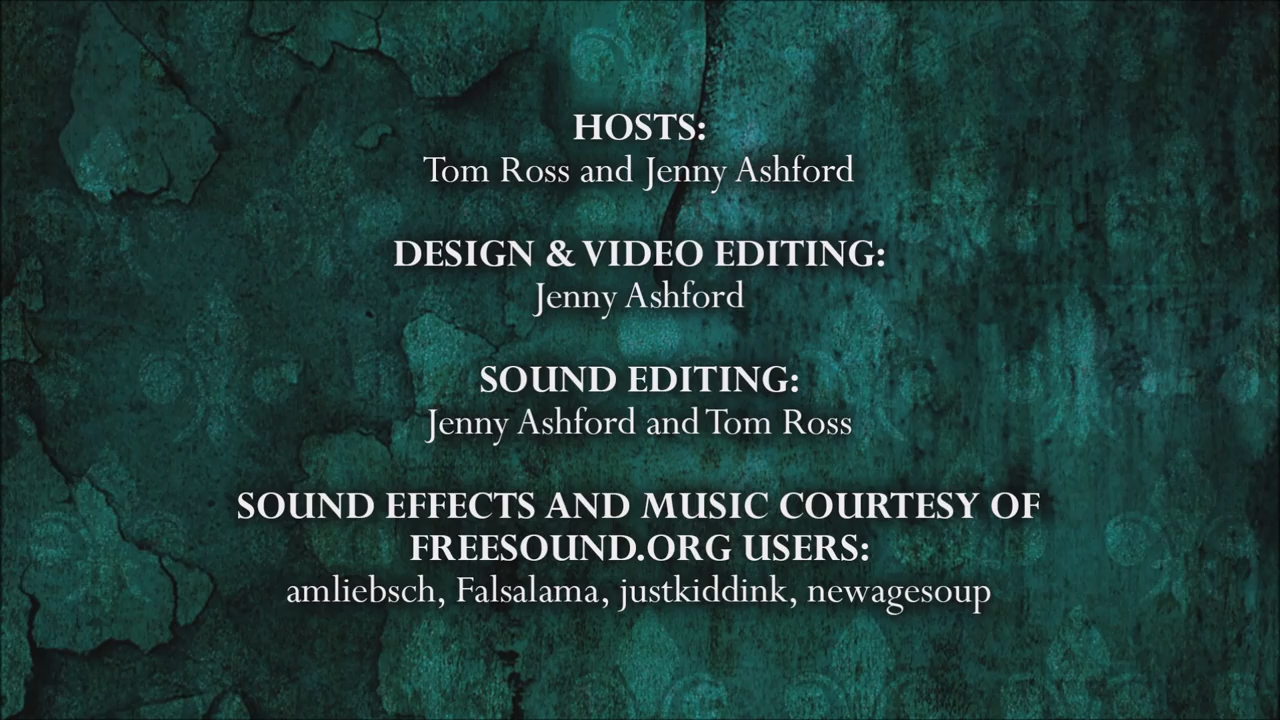 HOSTS:
Tom Ross and Jenny Ashford
DESIGN & VIDEO EDITING:
Jenny Ashford
SOUND EDITING:
Jenny Ashford and Tom Ross
SOUND EFFECTS AND MUSIC COURTESY OF
FREESOUND.ORG USERS:
amliebsch, Falsalama, justkiddink, newagesoup